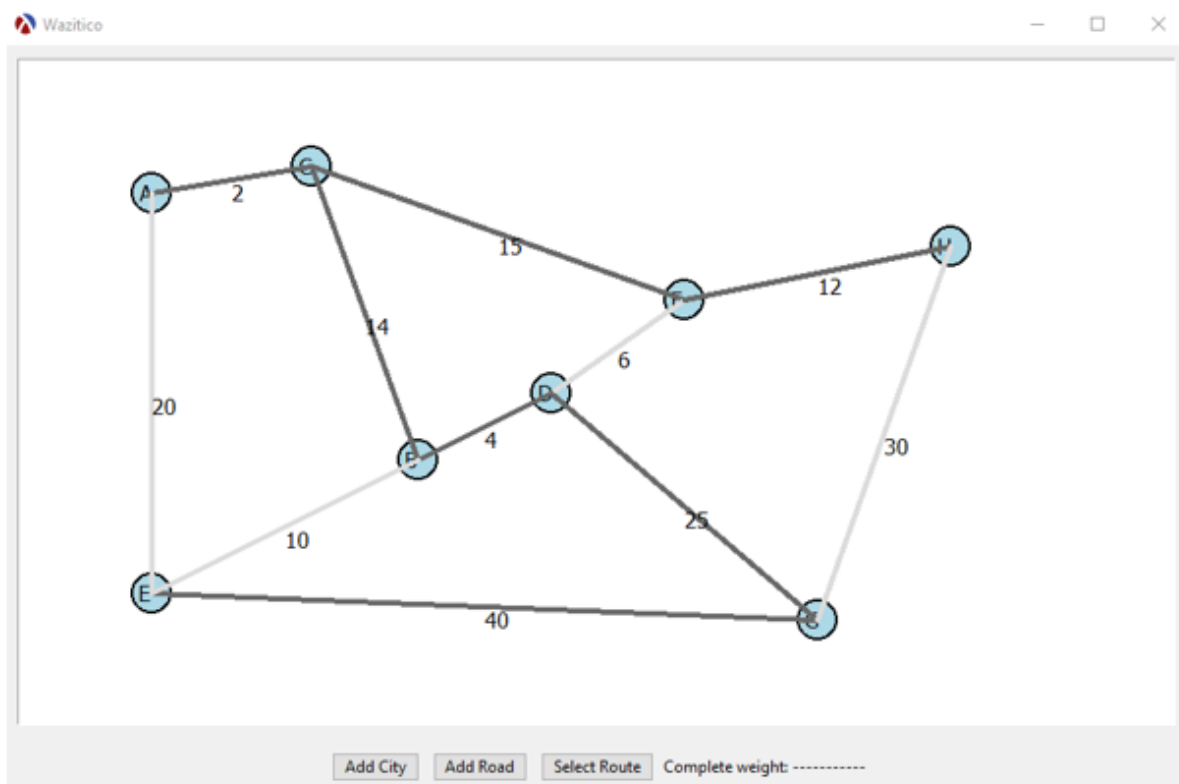 Wazitico
A
2
15
12
14
6
D
20
4
30
10
25
E
40
Add City
Add Road
Select Route
Complete weight: -----------